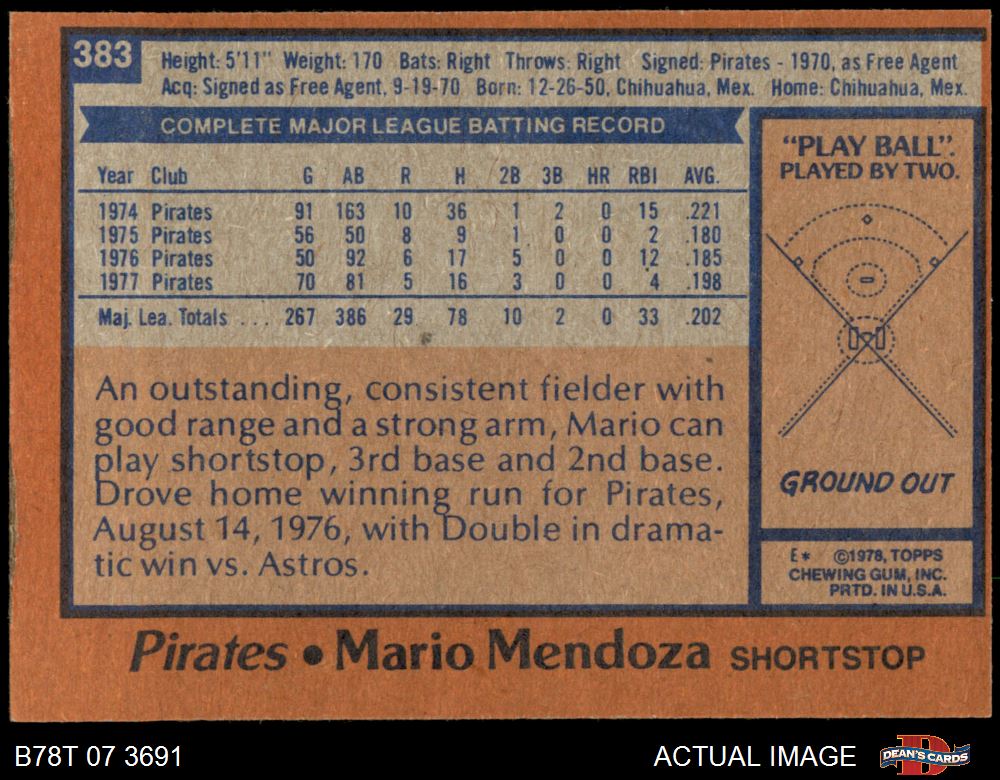 383
Height: 5'11" Weight: 170 Bats: Right Throws: Right Signed: Pirates - 1970, as Free Agent
Acq: Signed as Free Agent, 9-19-70 Born: 12-26-50, Chihuahua, Mex. Home: Chihuahua, Mex.
COMPLETE MAJOR LEAGUE BATTING RECORD
Year Club G AB R H 2B 3B HR RBI AVG.
1974 Pirates 91 163 10 36 1 2 0 15 .221
1975 Pirates 56 50 8 9 1 0 0 2 .180
1976 Pirates 50 92 6 17 5 0 0 12 .185
1977 Pirates 70 81 5 16 3 0 0 4 .198
Maj. Lea. Totals ... 267 386 29 78 10 2 0 33 .202
An outstanding, consistent fielder with
good range and a strong arm, Mario can
play shortstop, 3rd base and 2nd base.
Drove home winning run for Pirates,
August 14, 1976, with Double in drama-
tic win vs. Astros.
"PLAY BALL".
PLAYED BY TWO.
GROUND OUT
E* ©1978, TOPPS
CHEWING GUM, INC.
PRTD. IN U.S.A.
Pirates • Mario Mendoza SHORTSTOP
B78T 07 3691
ACTUAL IMAGE
D
DEAN'S CARDS